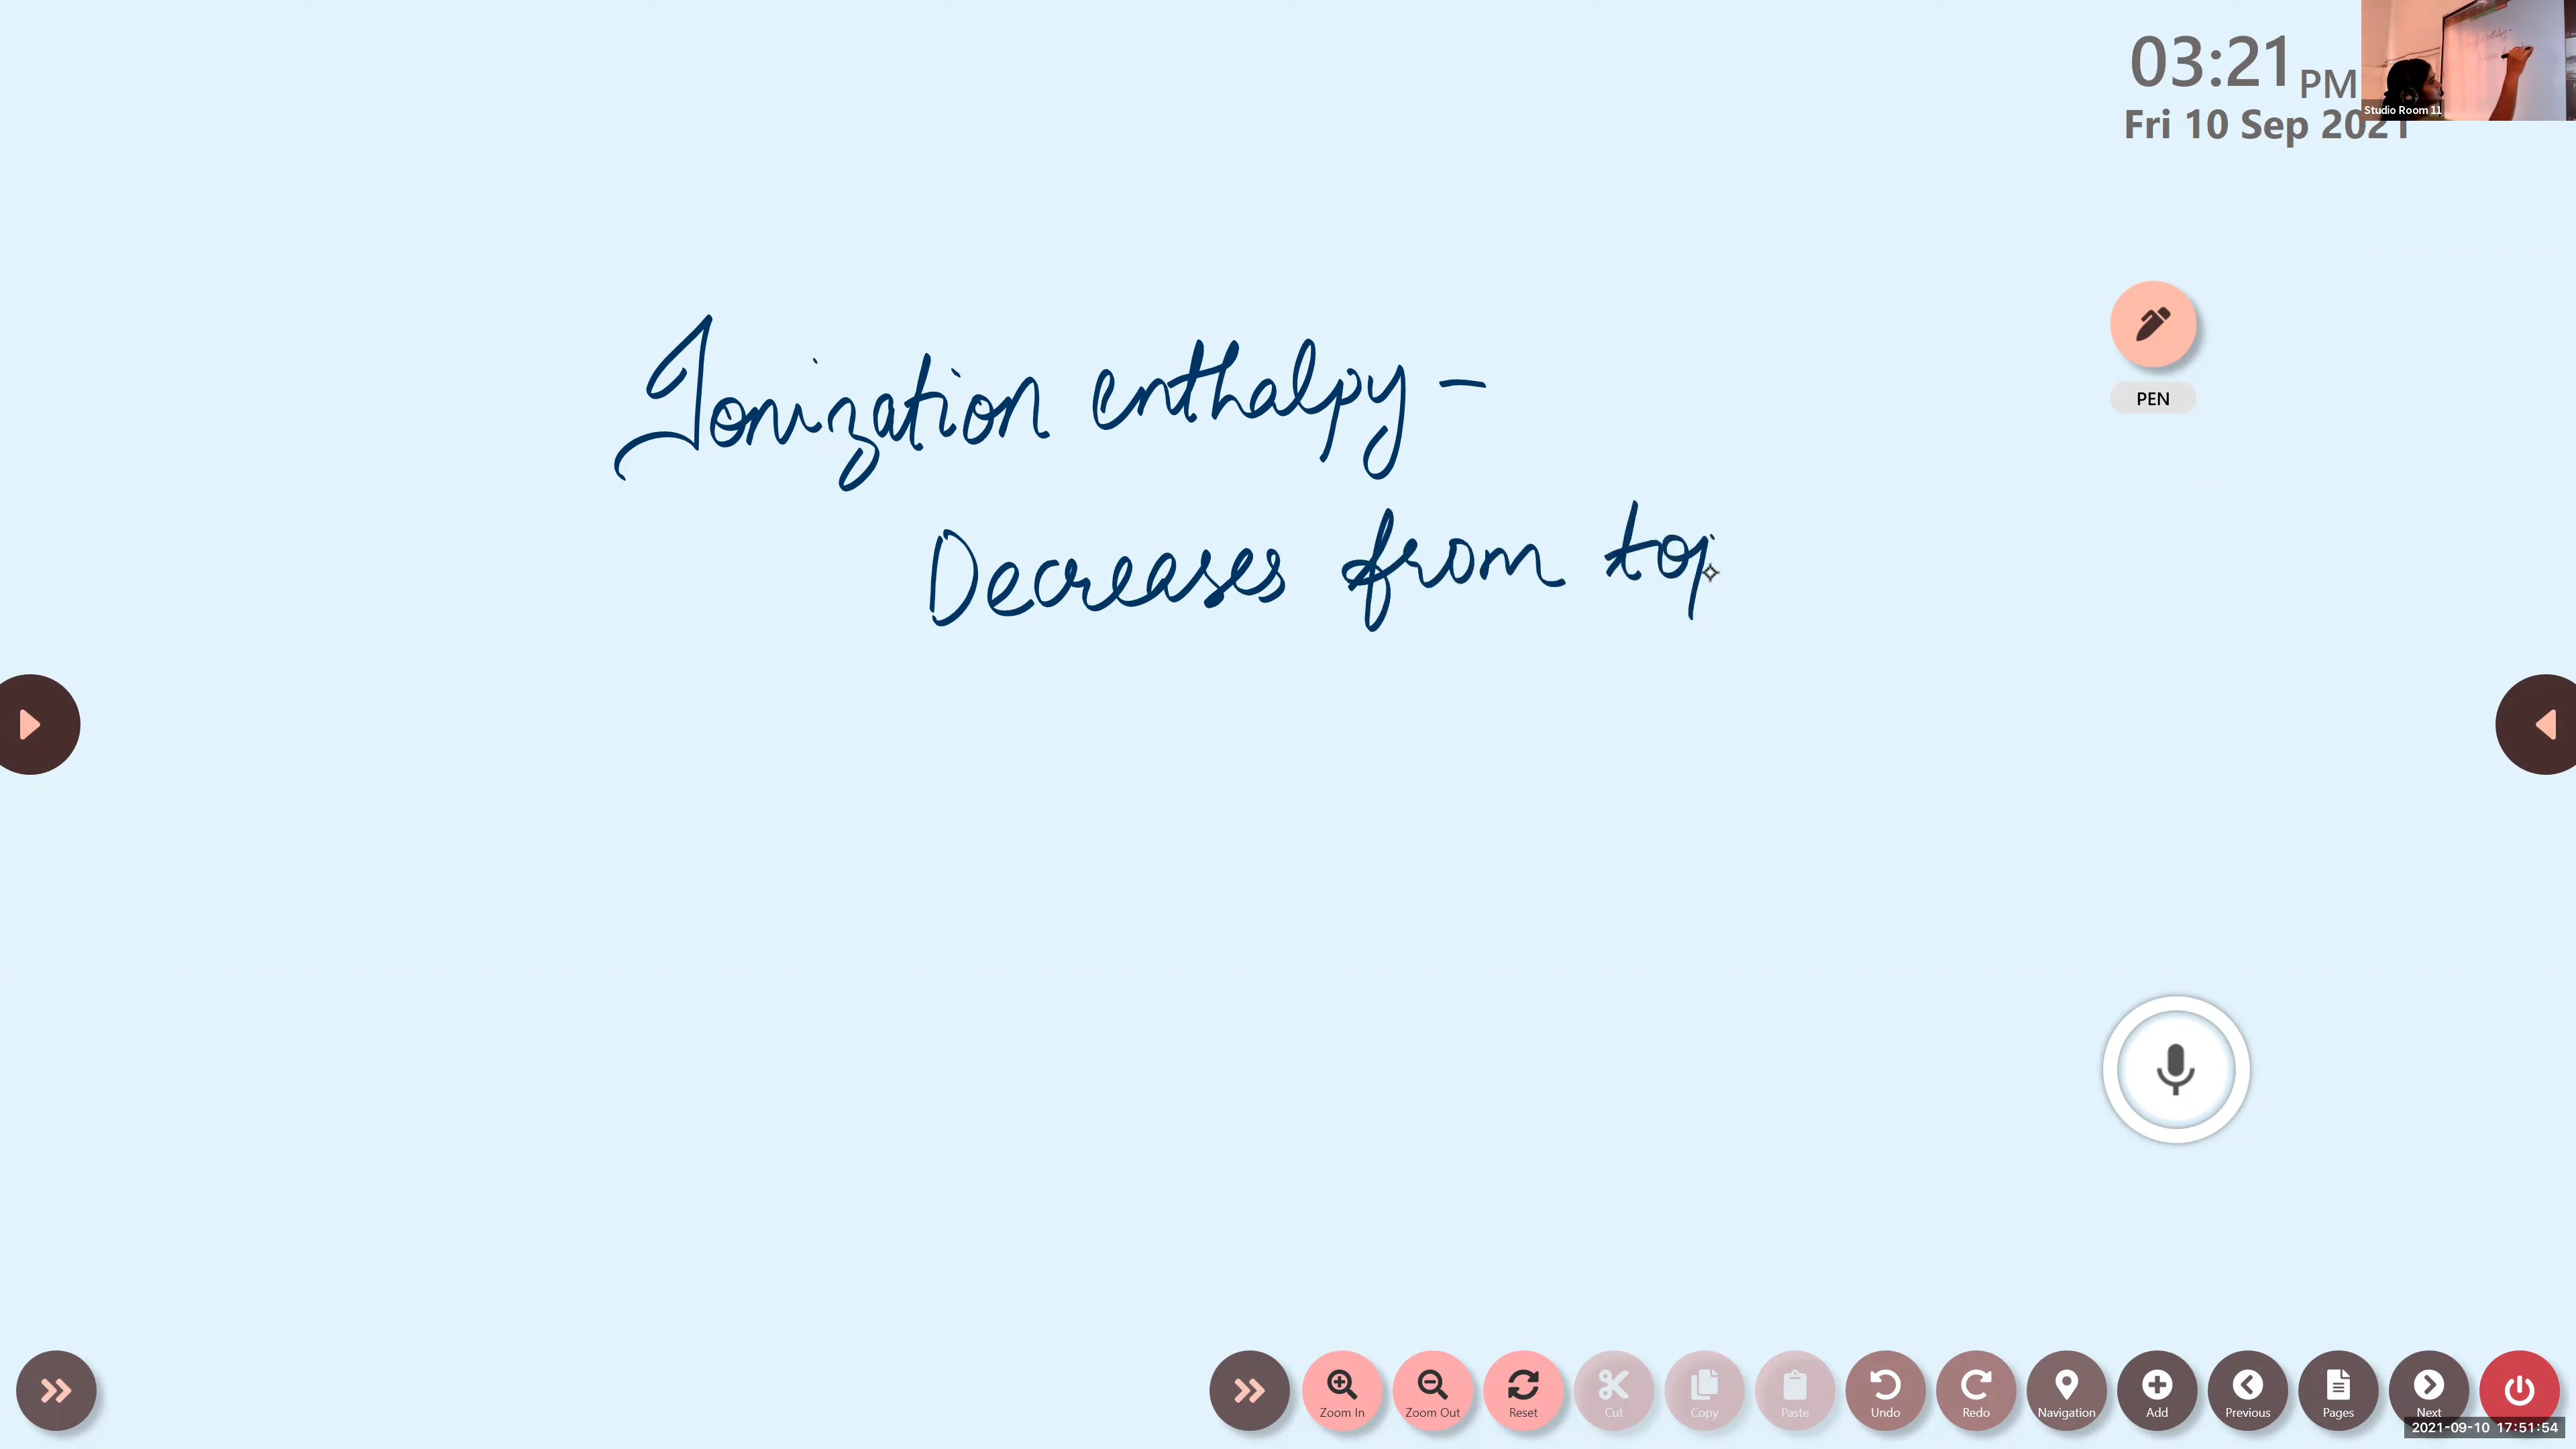 03:21 PM
Fri 10 Sep 2021
Studio Room 11
PEN
Ionization enthalpy -
Decreases from top
Zoom In
Zoom Out
Reset
Cut
Copy
Paste
Undo
Redo
Navigation
Add
Previous
Pages
Next
2021-09-10 17:51:54